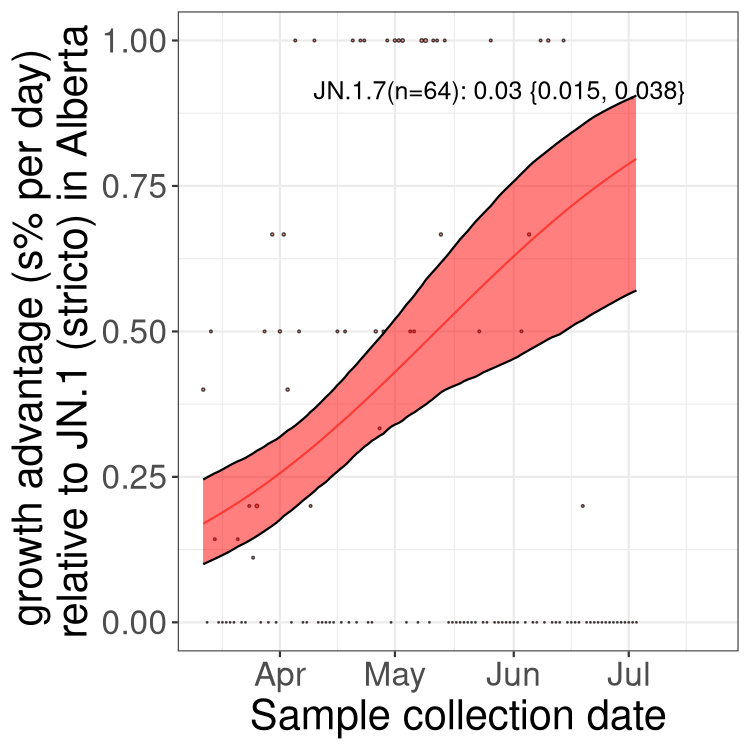 growth advantage (s% per day)
relative to JN.1 (stricto) in Alberta
1.00
0.75
0.50
0.25
0.00
JN.1.7(n=64): 0.03 {0.015, 0.038}
Apr May Jun Jul
Sample collection date